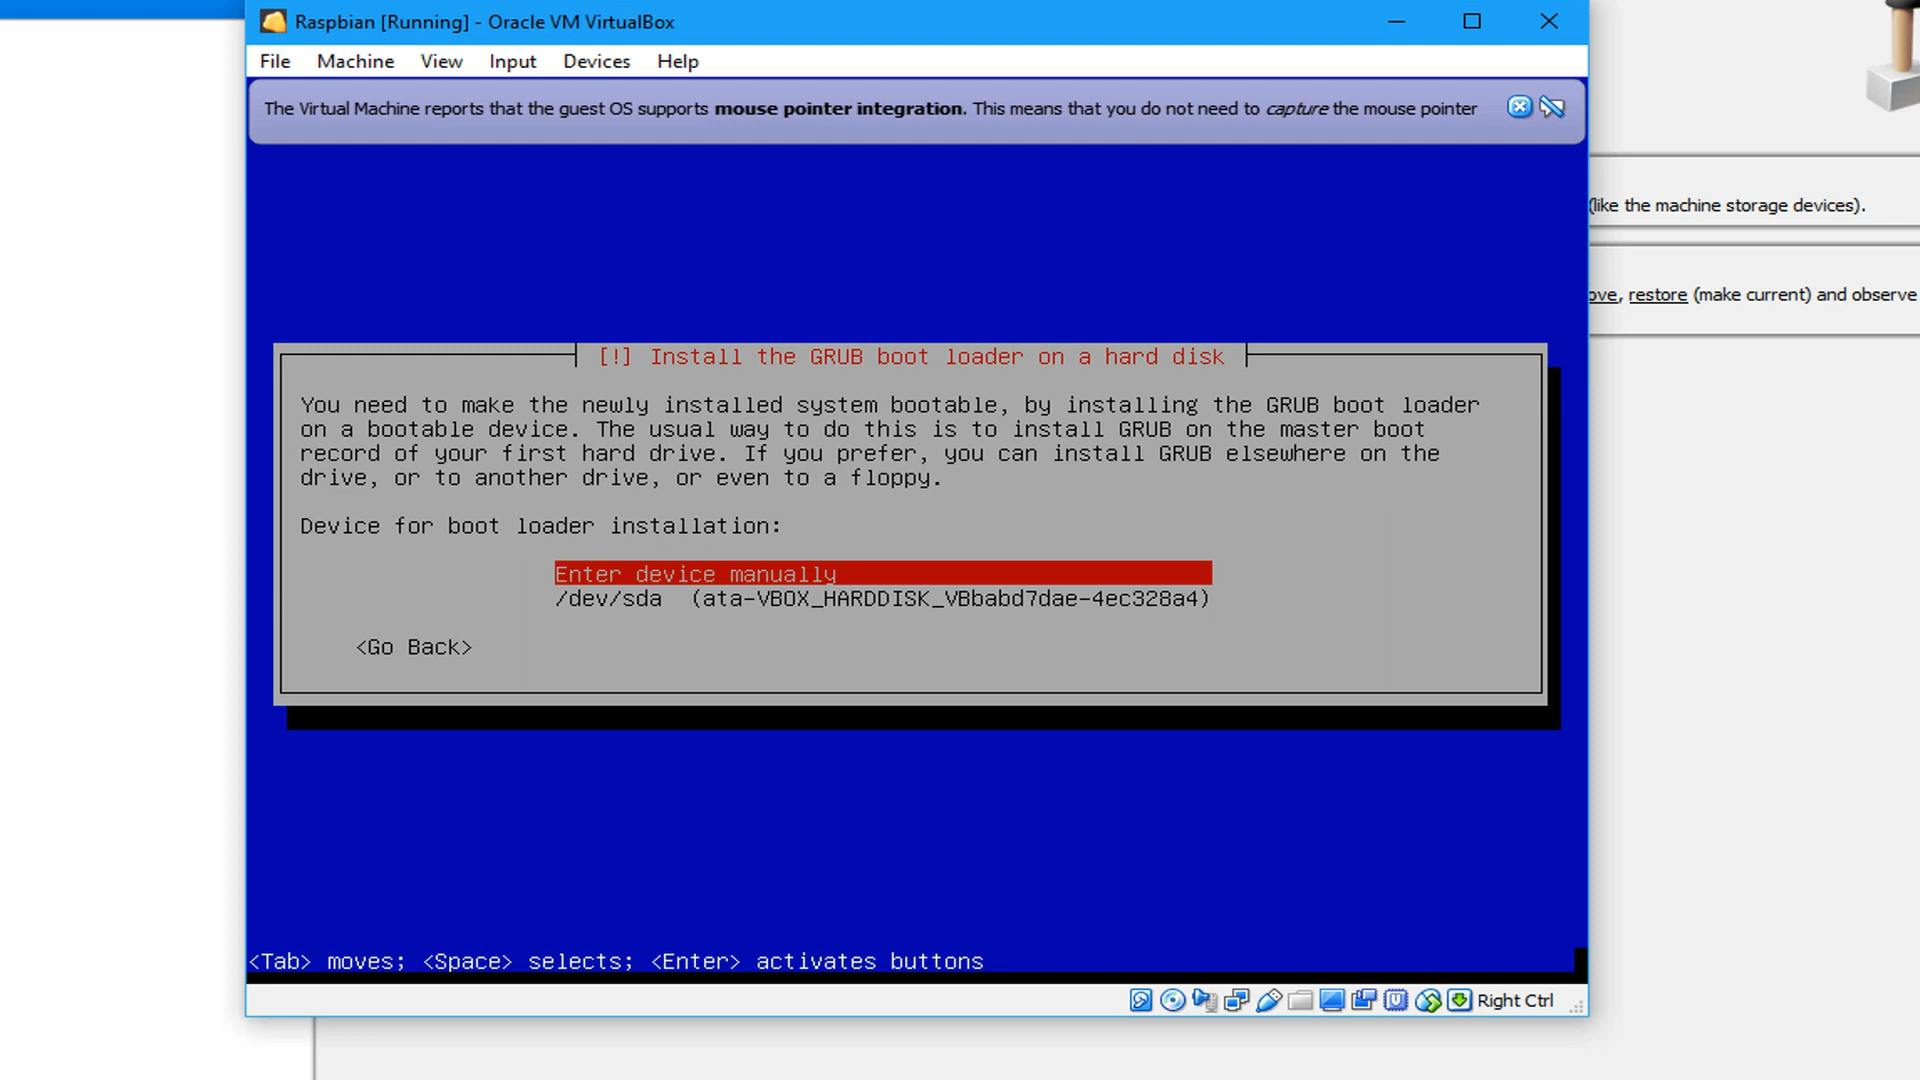 Raspbian [Running] - Oracle VM VirtualBox
File Machine View Input Devices Help
The Virtual Machine reports that the guest OS supports mouse pointer integration. This means that you do not need to capture the mouse pointer
(like the machine storage devices).
restore (make current) and observe
[!] Install the GRUB boot loader on a hard disk
You need to make the newly installed system bootable, by installing the GRUB boot loader
on a bootable device. The usual way to do this is to install GRUB on the master boot
record of your first hard drive. If you prefer, you can install GRUB elsewhere on the
drive, or to another drive, or even to a floppy.
Device for boot loader installation:
Enter device manually
/dev/sda (ata-VBOX_HARDDISK_VBbabd7dae-4ec328a4)
<Go Back>
<Tab> moves; <Space> selects; <Enter> activates buttons
Right Ctrl